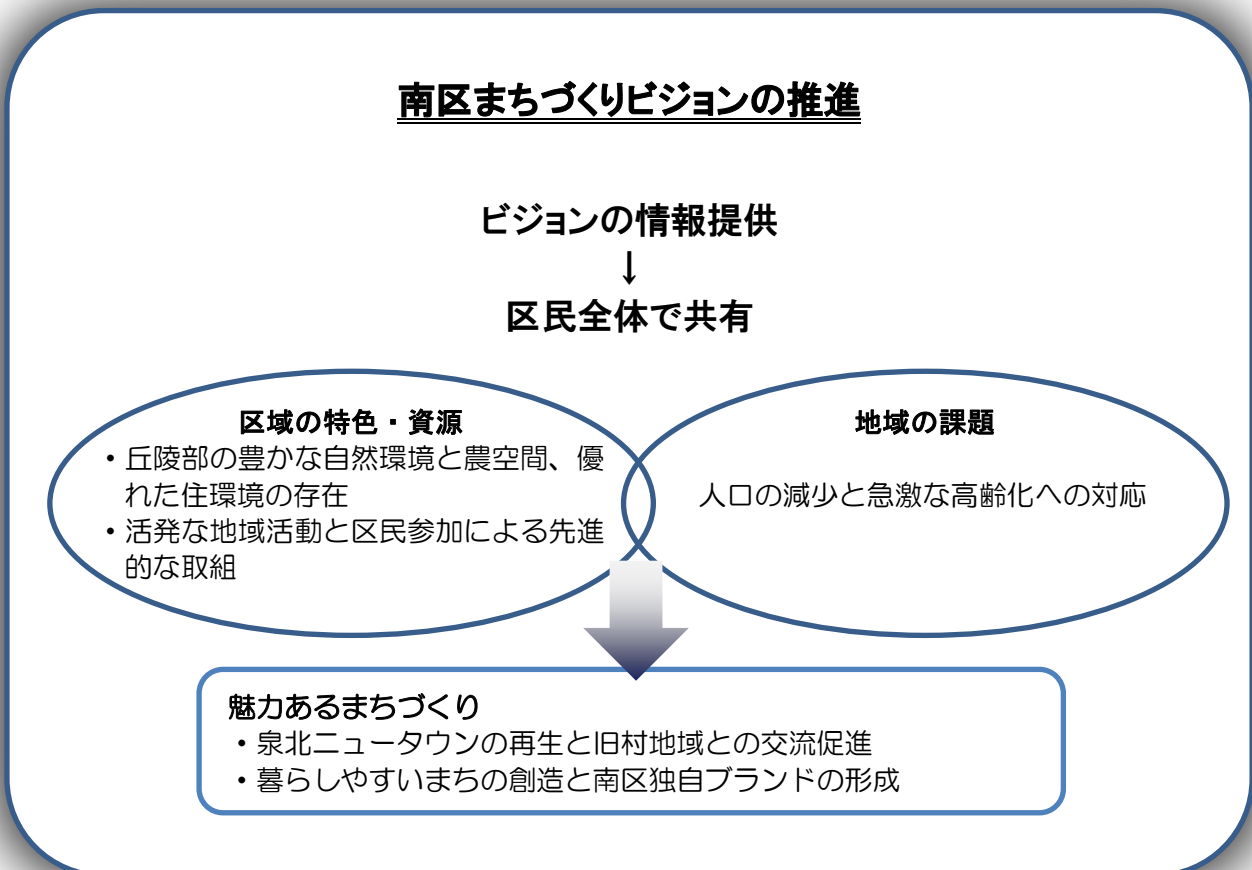 南区まちづくりビジョンの推進
ビジョンの情報提供
↓
区民全体で共有
区域の特色・資源
・丘陵部の豊かな自然環境と農空間、優
れた住環境の存在
・活発な地域活動と区民参加による先進
的な取組
地域の課題
人口の減少と急激な高齢化への対応
魅力あるまちづくり
・泉北ニュータウンの再生と旧村地域との交流促進
・暮らしやすいまちの創造と南区独自ブランドの形成